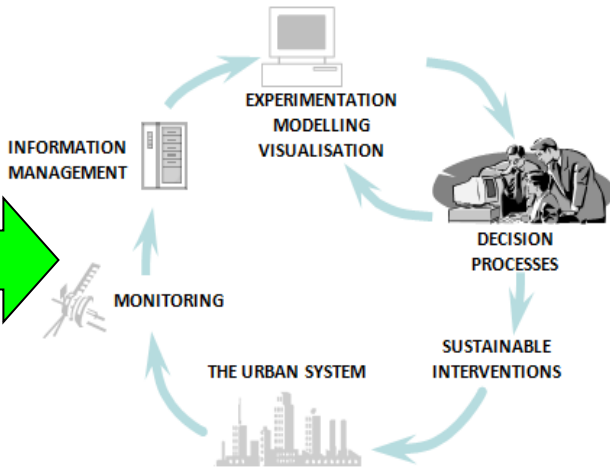 EXPERIMENTATION
MODELLING
VISUALISATION
INFORMATION
MANAGEMENT
DECISION
PROCESSES
MONITORING
SUSTAINABLE
INTERVENTIONS
THE URBAN SYSTEM